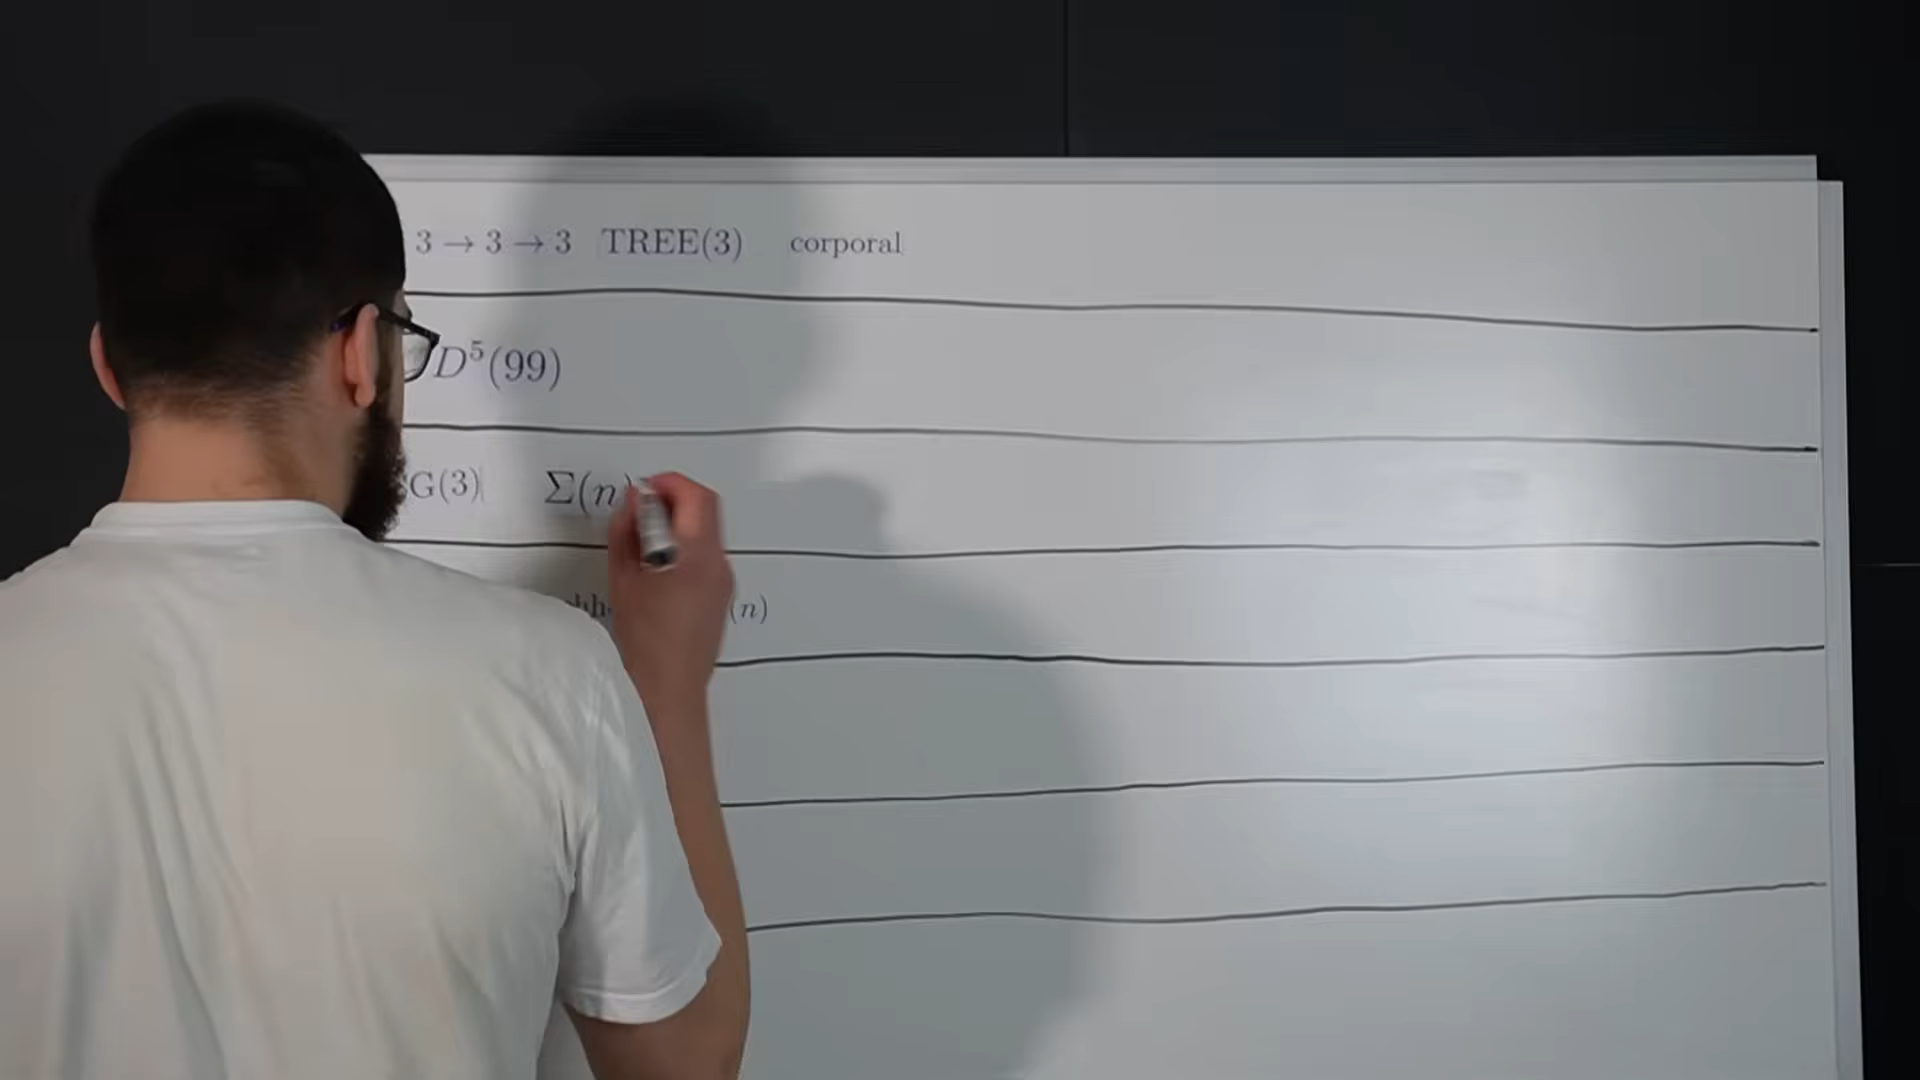 3 → 3 → 3 TREE(3) corporal
D⁵(99)
G(3) Σ(n)
(n)